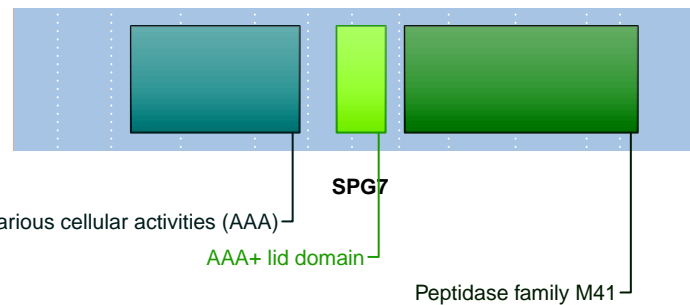 SPG7
arious cellular activities (AAA)
AAA+ lid domain
Peptidase family M41